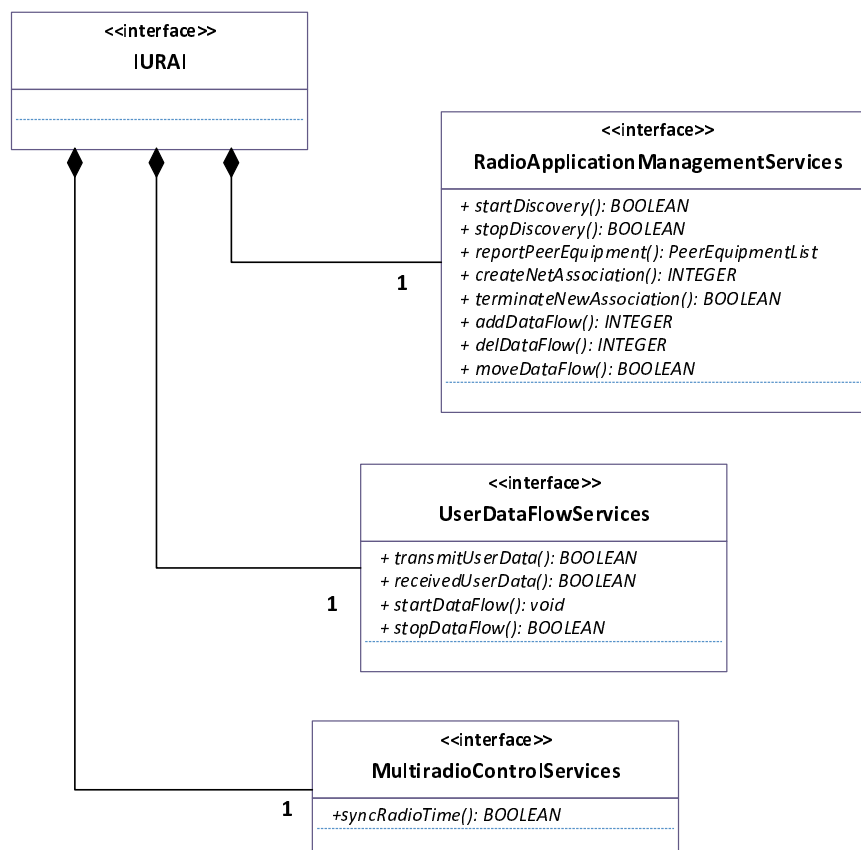 <<interface>>
IURAI
<<interface>>
RadioApplicationManagementServices
+ startDiscovery(): BOOLEAN
+ stopDiscovery(): BOOLEAN
+ reportPeerEquipment(): PeerEquipmentList
+ createNetAssociation(): INTEGER
+ terminateNewAssociation(): BOOLEAN
+ addDataFlow(): INTEGER
+ delDataFlow(): INTEGER
+ moveDataFlow(): BOOLEAN
1
<<interface>>
UserDataFlowServices
+ transmitUserData(): BOOLEAN
+ receivedUserData(): BOOLEAN
+ startDataFlow(): void
+ stopDataFlow(): BOOLEAN
1
<<interface>>
MultiradioControlServices
+syncRadioTime(): BOOLEAN
1